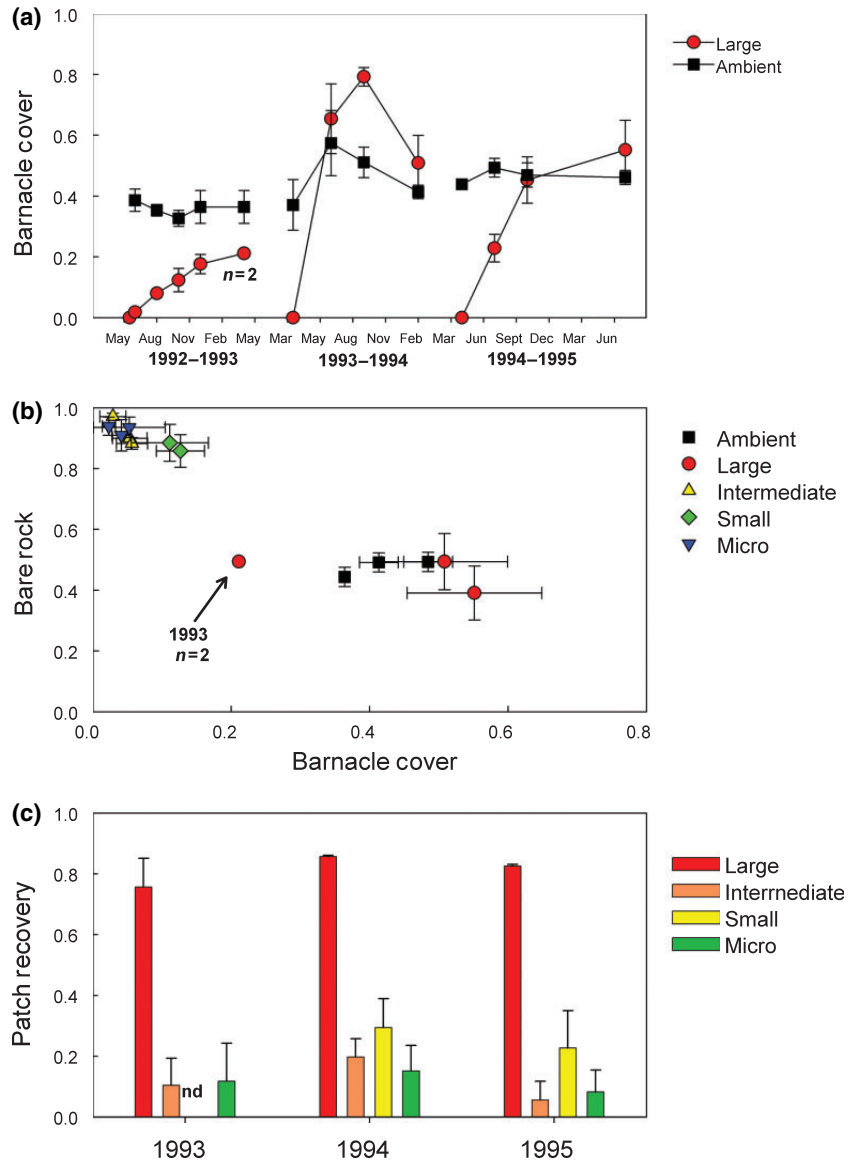 (a)
1.0
0.8
0.6
0.4
0.2
0.0
Barnacle cover
Large
Ambient
n=2
May Aug Nov Feb May Mar May Aug Nov Feb Mar Jun Sept Dec Mar Jun
1992–1993 1993–1994 1994–1995
(b)
1.0
0.8
0.6
0.4
0.2
0.0
Bare rock
Ambient
Large
Intermediate
Small
Micro
1993
n=2
0.0 0.2 0.4 0.6 0.8
Barnacle cover
(c)
1.0
0.8
0.6
0.4
0.2
0.0
Patch recovery
Large
Interrnediate
Small
Micro
nd
1993 1994 1995